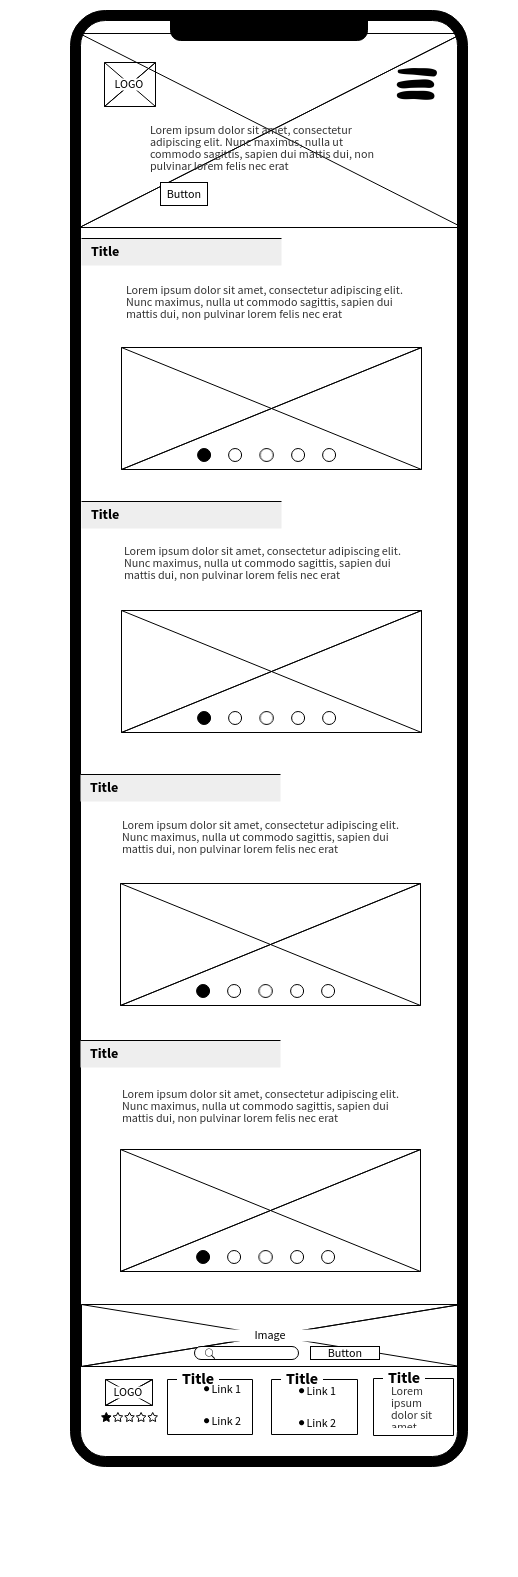 LOGO
Lorem ipsum dolor sit amet, consectetur
adipiscing elit. Nunc maximus, nulla ut
commodo sagittis, sapien dui mattis dui, non
pulvinar lorem felis nec erat
Button
Title
Lorem ipsum dolor sit amet, consectetur adipiscing elit.
Nunc maximus, nulla ut commodo sagittis, sapien dui
mattis dui, non pulvinar lorem felis nec erat
Title
Lorem ipsum dolor sit amet, consectetur adipiscing elit.
Nunc maximus, nulla ut commodo sagittis, sapien dui
mattis dui, non pulvinar lorem felis nec erat
Title
Lorem ipsum dolor sit amet, consectetur adipiscing elit.
Nunc maximus, nulla ut commodo sagittis, sapien dui
mattis dui, non pulvinar lorem felis nec erat
Title
Lorem ipsum dolor sit amet, consectetur adipiscing elit.
Nunc maximus, nulla ut commodo sagittis, sapien dui
mattis dui, non pulvinar lorem felis nec erat
Image
Button
LOGO
Title
Link 1
Link 2
Title
Link 1
Link 2
Title
Lorem
ipsum
dolor sit
amet